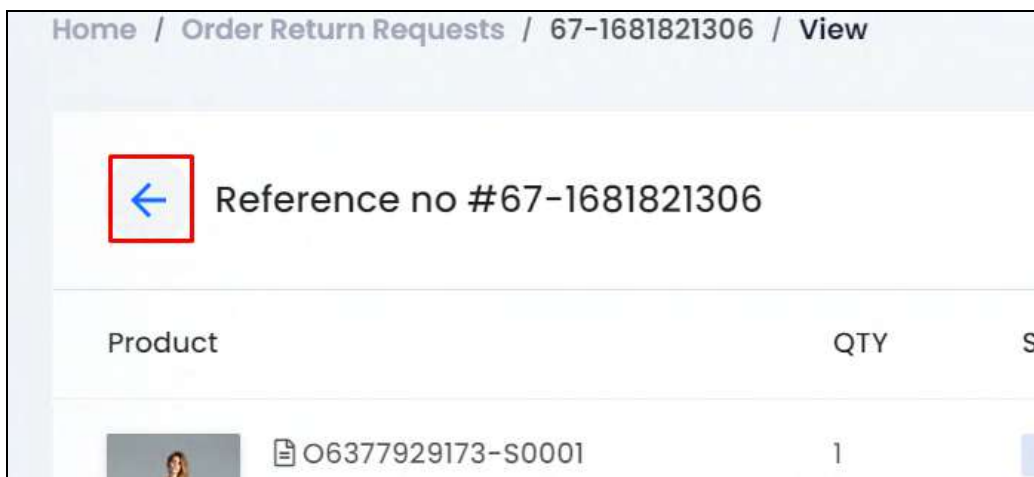 Home / Order Return Requests / 67-1681821306 / View
Reference no #67-1681821306
Product QTY S
O6377929173-S0001 1